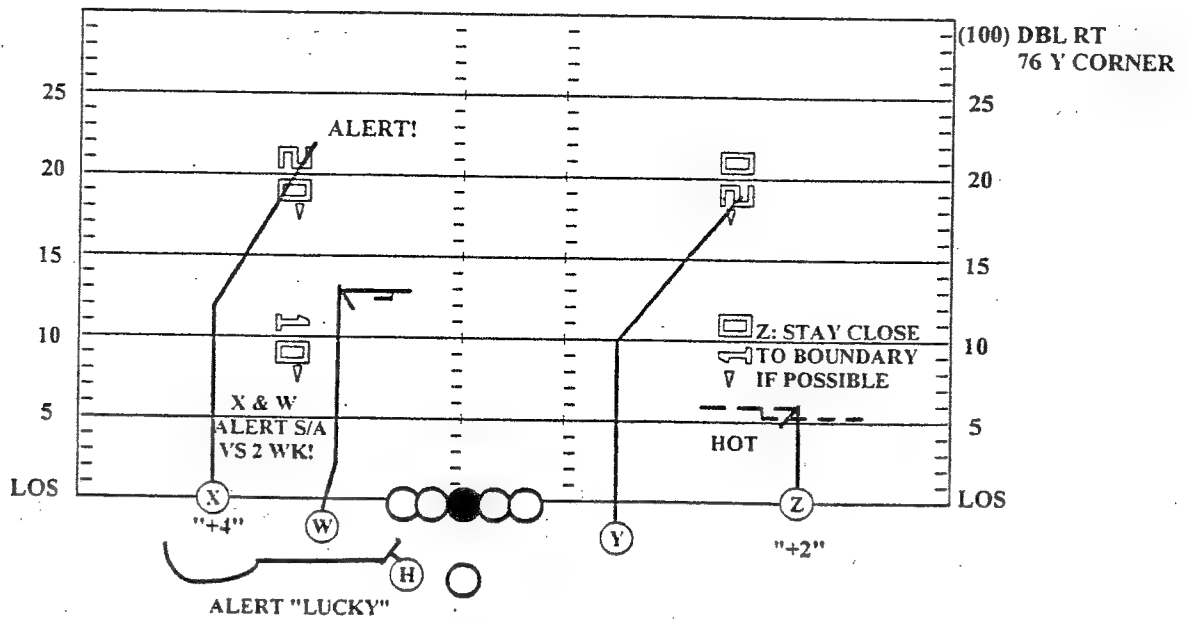 (100) DBL RT
76 Y CORNER
25
25
ALERT!
20
20
15
15
10
10
Z: STAY CLOSE
TO BOUNDARY
IF POSSIBLE
X & W
ALERT S/A
VS 2 WK!
5
5
HOT
LOS
LOS
X
"+4"
W
Y
Z
"+2"
H
ALERT "LUCKY"